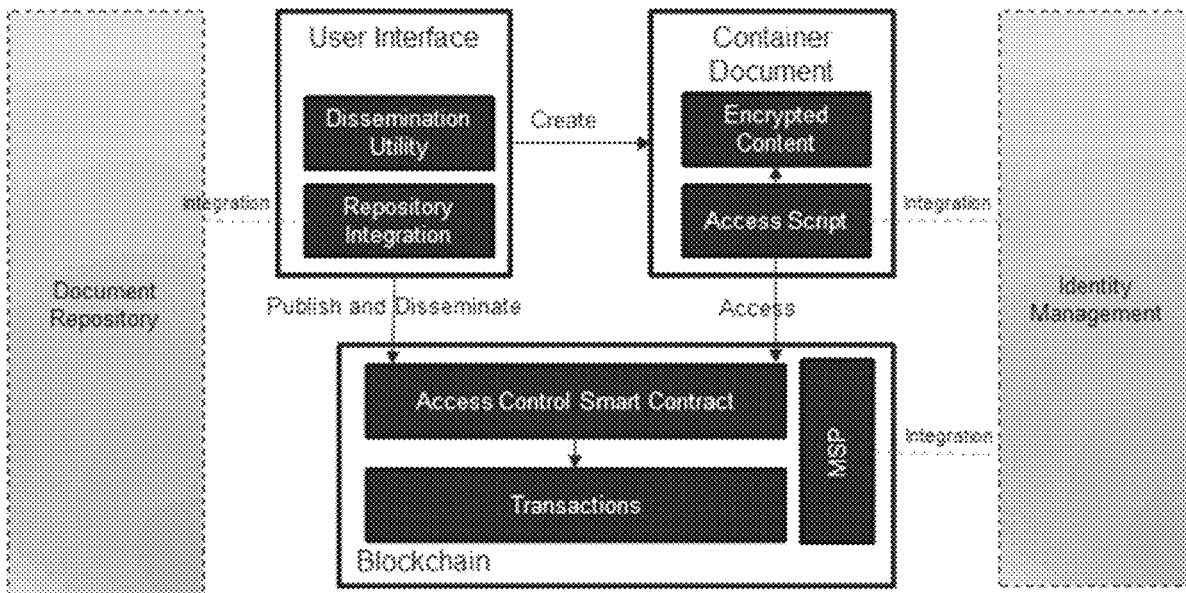 User Interface
Container
Document
Dissemination
Utility
Create
Encrypted
Content
Integration
Repository
Integration
Access Script
Integration
Document
Repository
Publish and Disseminate
Access
Identity
Management
Access Control Smart Contract
MSP
Integration
Transactions
Blockchain